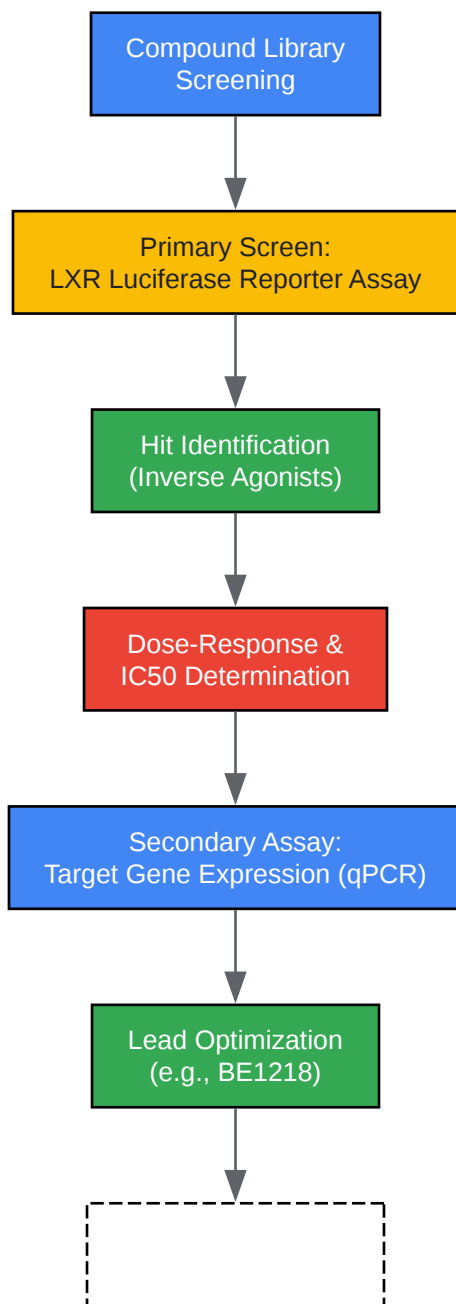 Compound Library
Screening
Primary Screen:
LXR Luciferase Reporter Assay
Hit Identification
(Inverse Agonists)
Dose-Response &
IC50 Determination
Secondary Assay:
Target Gene Expression (qPCR)
Lead Optimization
(e.g., BE1218)